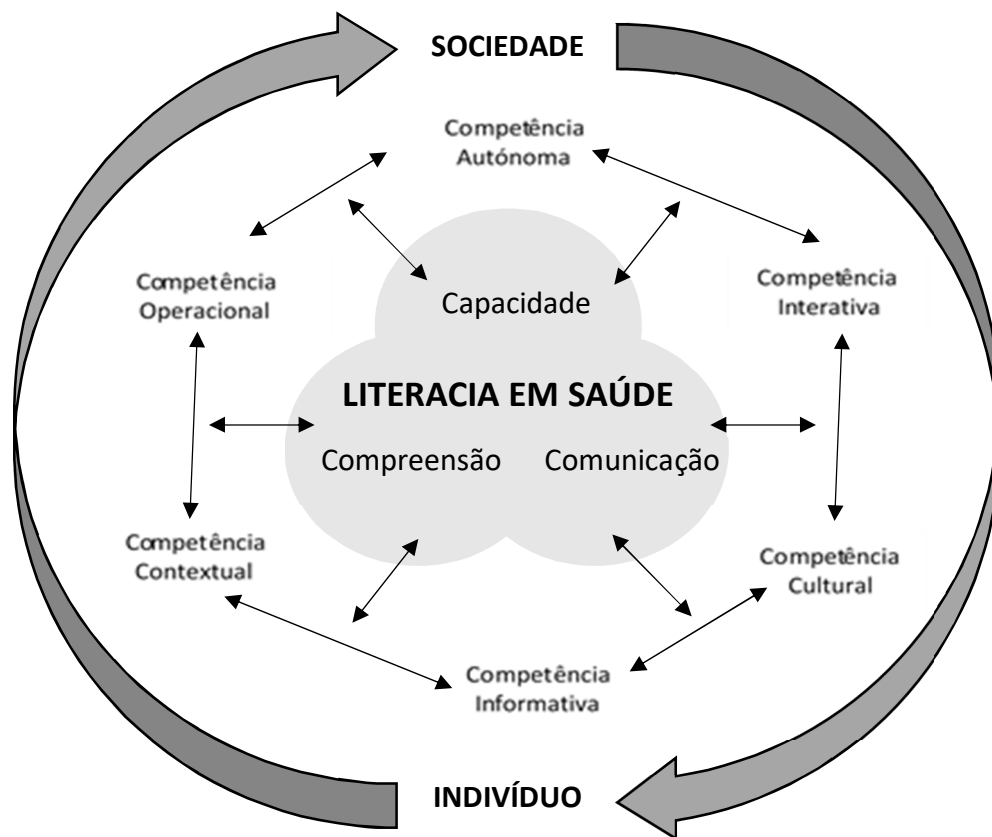 SOCIEDADE
Competência
Autónoma
Competência
Operacional
Competência
Interativa
Capacidade
LITERACIA EM SAÚDE
Compreensão
Comunicação
Competência
Contextual
Competência
Cultural
Competência
Informativa
INDIVÍDUO